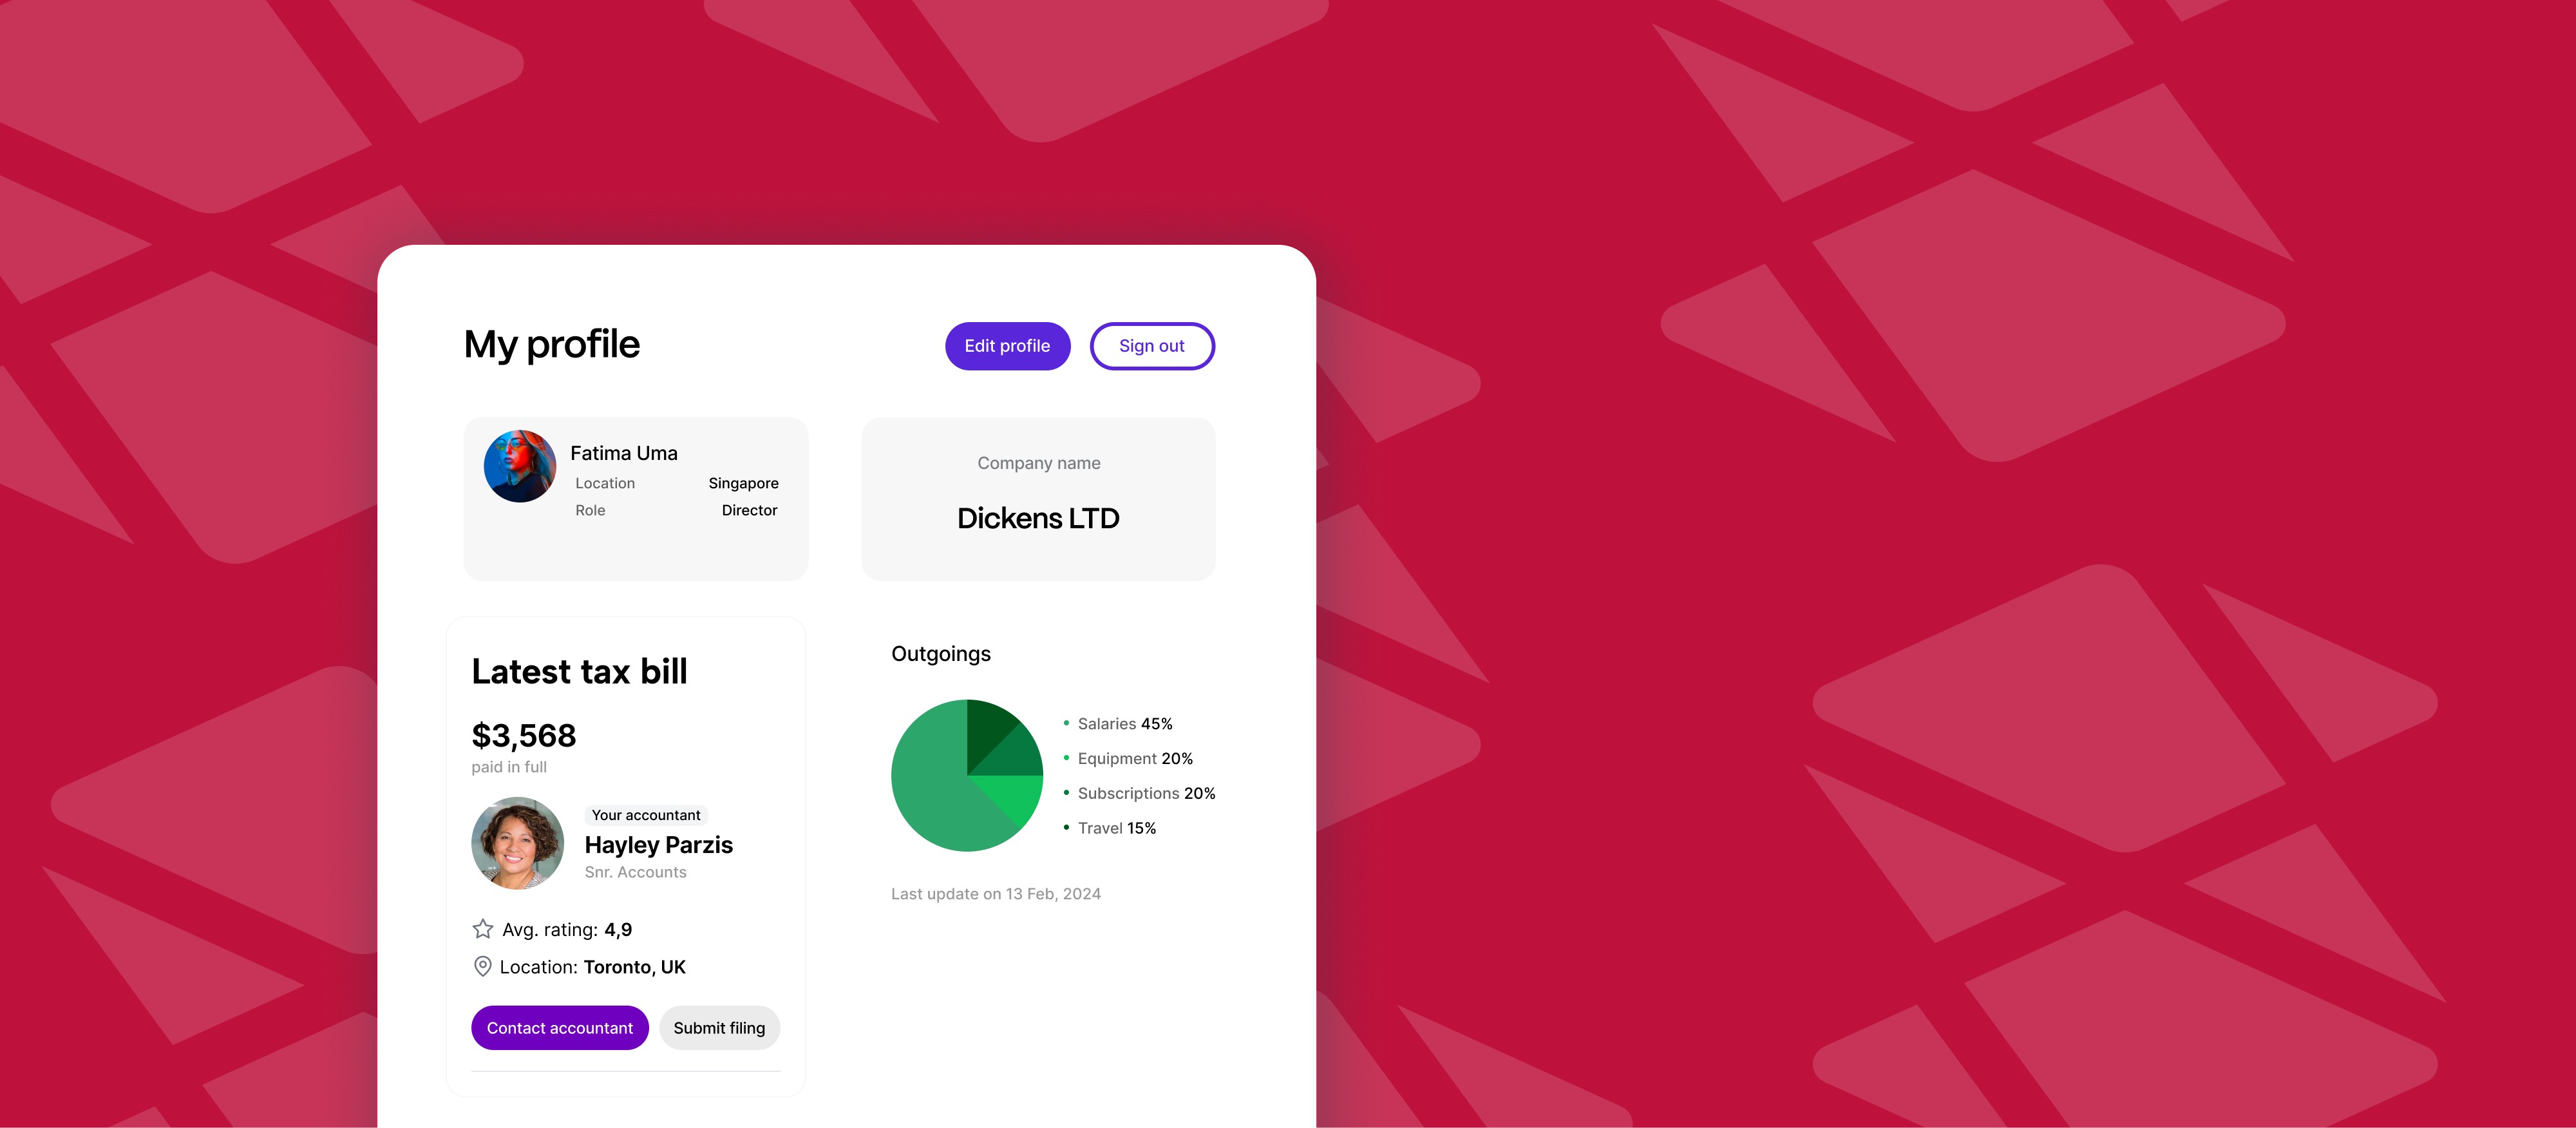 My profile
Edit profile
Sign out
Fatima Uma
Location Singapore
Role Director
Company name
Dickens LTD
Latest tax bill
$3,568
paid in full
Your accountant
Hayley Parzis
Snr. Accounts
Avg. rating: 4,9
Location: Toronto, UK
Contact accountant
Submit filing
Outgoings
Salaries 45%
Equipment 20%
Subscriptions 20%
Travel 15%
Last update on 13 Feb, 2024